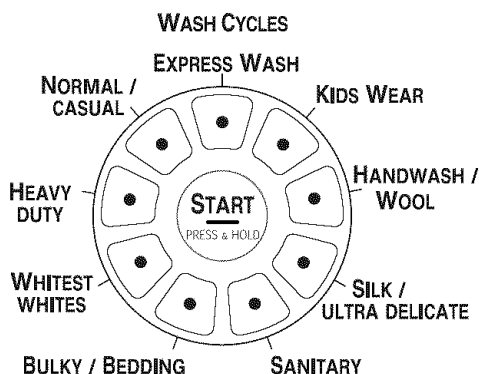 WASH CYCLES
EXPRESS WASH
NORMAL /
CASUAL
KIDS WEAR
HEAVY
DUTY
HANDWASH /
WOOL
START
PRESS & HOLD
WHITEST
WHITES
SILK /
ULTRA DELICATE
BULKY / BEDDING
SANITARY